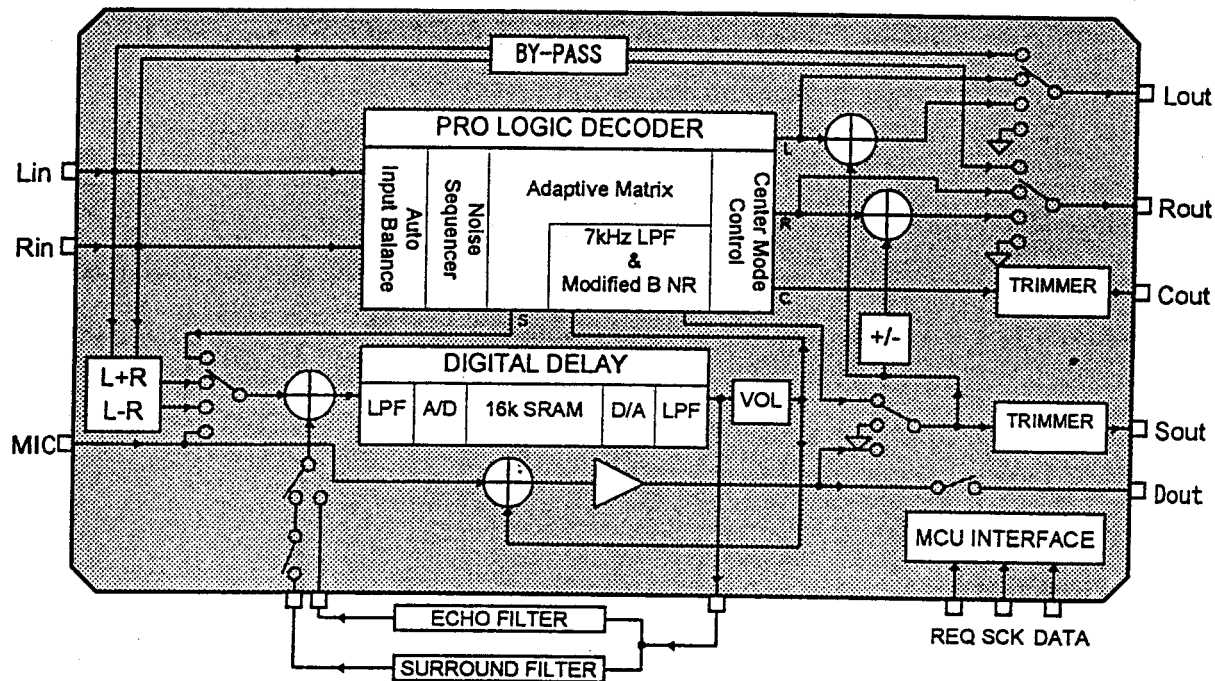 BY-PASS
Lout
PRO LOGIC DECODER
L
Lin
Auto
Input Balance
Noise
Sequencer
Adaptive Matrix
Center Mode
Control
Rout
R
Rin
7kHz LPF
&
Modified B NR
TRIMMER
Cout
C
S
+/-
DIGITAL DELAY
L+R
L-R
LPF
A/D
16k SRAM
D/A
LPF
VOL
TRIMMER
Sout
MIC
Dout
MCU INTERFACE
ECHO FILTER
REQ SCK DATA
SURROUND FILTER